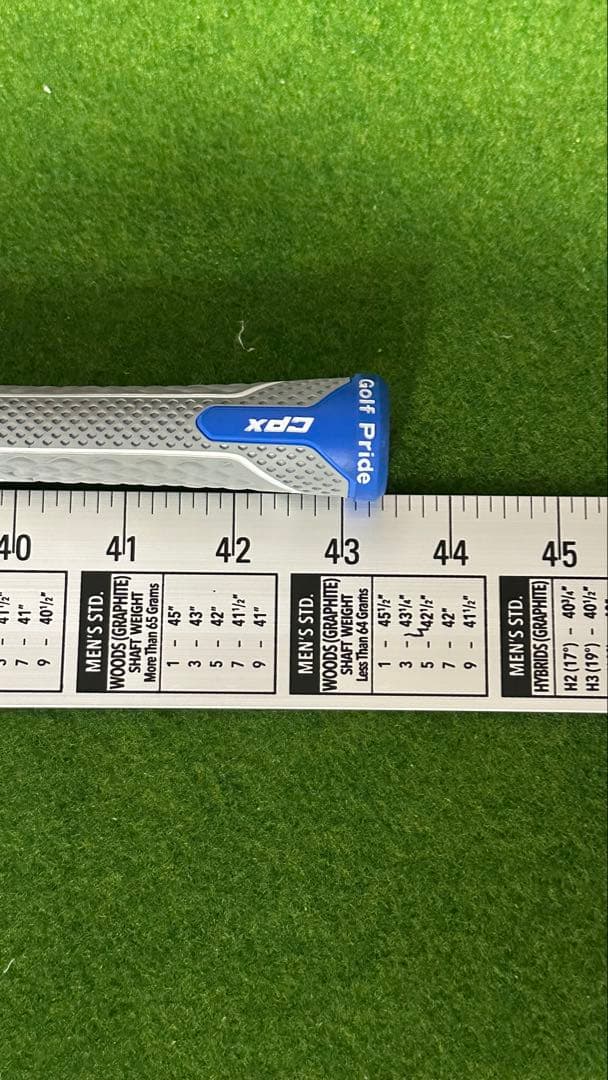 Golf Pride
CPX
40 41 42 43 44 45
41½"
7 - 41"
9 - 40½"
MEN'S STD.
WOODS (GRAPHITE)
SHAFT WEIGHT
More Than 65 Grams
1 - 45"
3 - 43"
5 - 42"
7 - 41½"
9 - 41"
MEN'S STD.
WOODS (GRAPHITE)
SHAFT WEIGHT
Less Than 64 Grams
1 - 45½"
3 - 43¼"
5 - 42½"
7 - 42"
9 - 41½"
MEN'S STD.
HYBRIDS (GRAPHITE)
H2 (17°) - 40¾"
H3 (19°) - 40½"